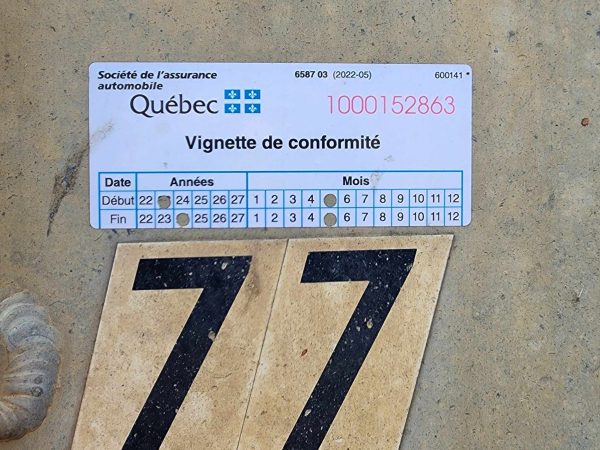 Société de l'assurance
automobile
6587 03 (2022-05)
600141 *
Québec
1000152863
Vignette de conformité
Date Années Mois
Début 22 24 25 26 27 1 2 3 4 6 7 8 9 10 11 12
Fin 22 23 25 26 27 1 2 3 4 6 7 8 9 10 11 12
77